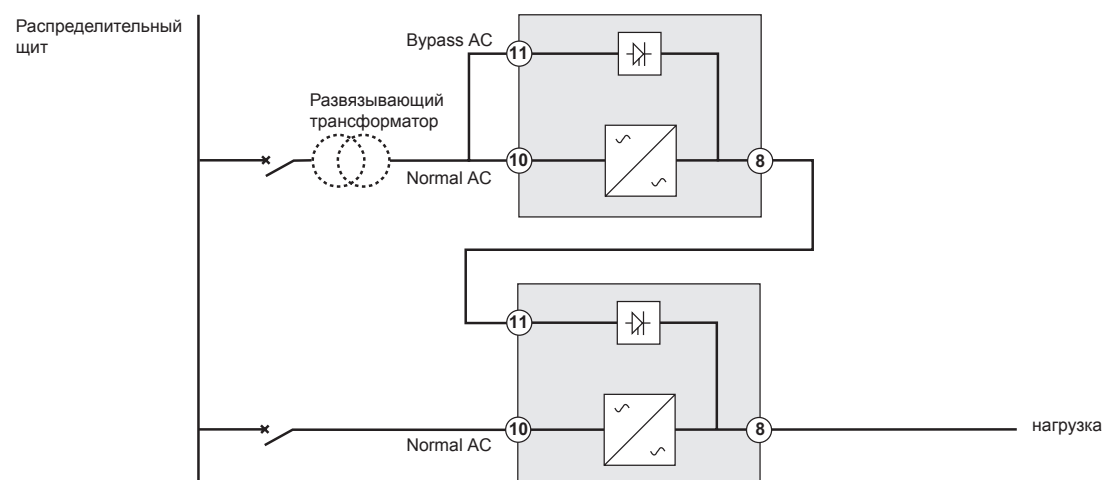 Распределительный
щит
Bypass AC
11
Развязывающий
трансформатор
10
8
Normal AC
11
10
8
нагрузка
Normal AC